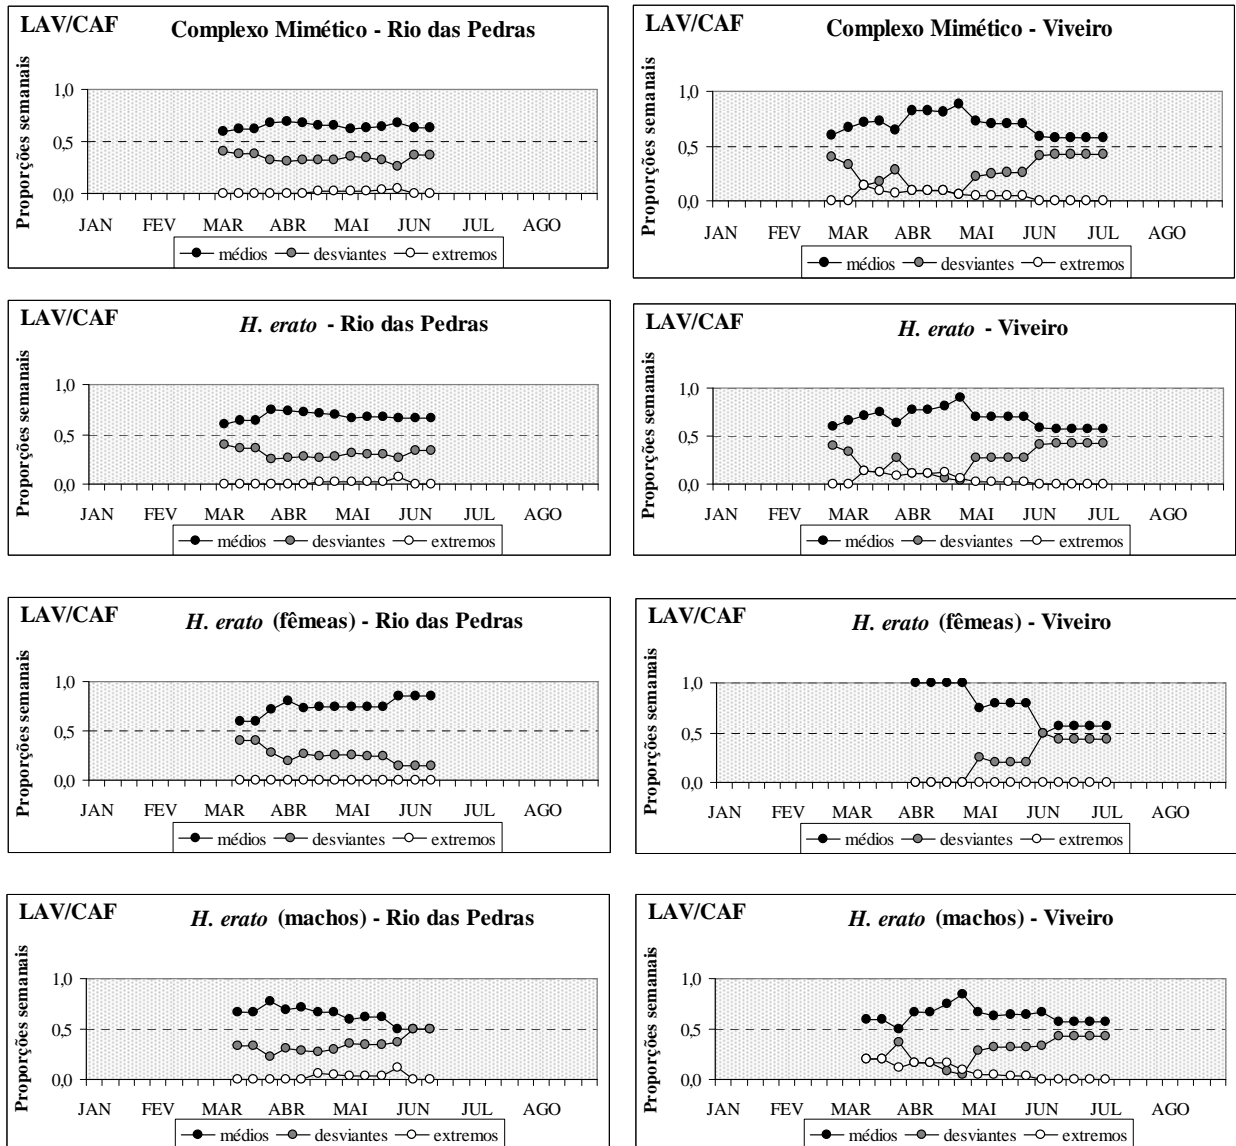 LAV/CAF
Complexo Mimético - Rio das Pedras
Proporções semanais
1,0
0,5
0,0
JAN FEV MAR ABR MAI JUN JUL AGO
médios desviantes extremos
LAV/CAF
Complexo Mimético - Viveiro
Proporções semanais
1,0
0,5
0,0
JAN FEV MAR ABR MAI JUN JUL AGO
médios desviantes extremos
LAV/CAF
H. erato - Rio das Pedras
Proporções semanais
1,0
0,5
0,0
JAN FEV MAR ABR MAI JUN JUL AGO
médios desviantes extremos
LAV/CAF
H. erato - Viveiro
Proporções semanais
1,0
0,5
0,0
JAN FEV MAR ABR MAI JUN JUL AGO
médios desviantes extremos
LAV/CAF
H. erato (fêmeas) - Rio das Pedras
Proporções semanais
1,0
0,5
0,0
JAN FEV MAR ABR MAI JUN JUL AGO
médios desviantes extremos
LAV/CAF
H. erato (fêmeas) - Viveiro
Proporções semanais
1,0
0,5
0,0
JAN FEV MAR ABR MAI JUN JUL AGO
médios desviantes extremos
LAV/CAF
H. erato (machos) - Rio das Pedras
Proporções semanais
1,0
0,5
0,0
JAN FEV MAR ABR MAI JUN JUL AGO
médios desviantes extremos
LAV/CAF
H. erato (machos) - Viveiro
Proporções semanais
1,0
0,5
0,0
JAN FEV MAR ABR MAI JUN JUL AGO
médios desviantes extremos